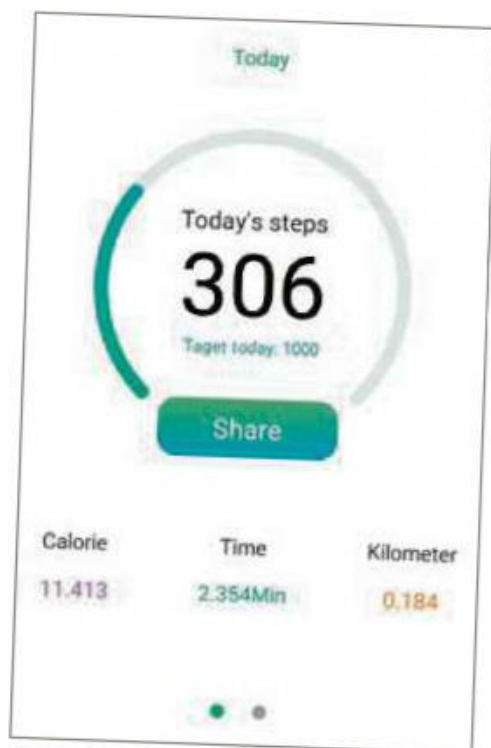 Today
Today's steps
306
Taget today: 1000
Share
Calorie Time Kilometer
11.413 2.354Min 0.184